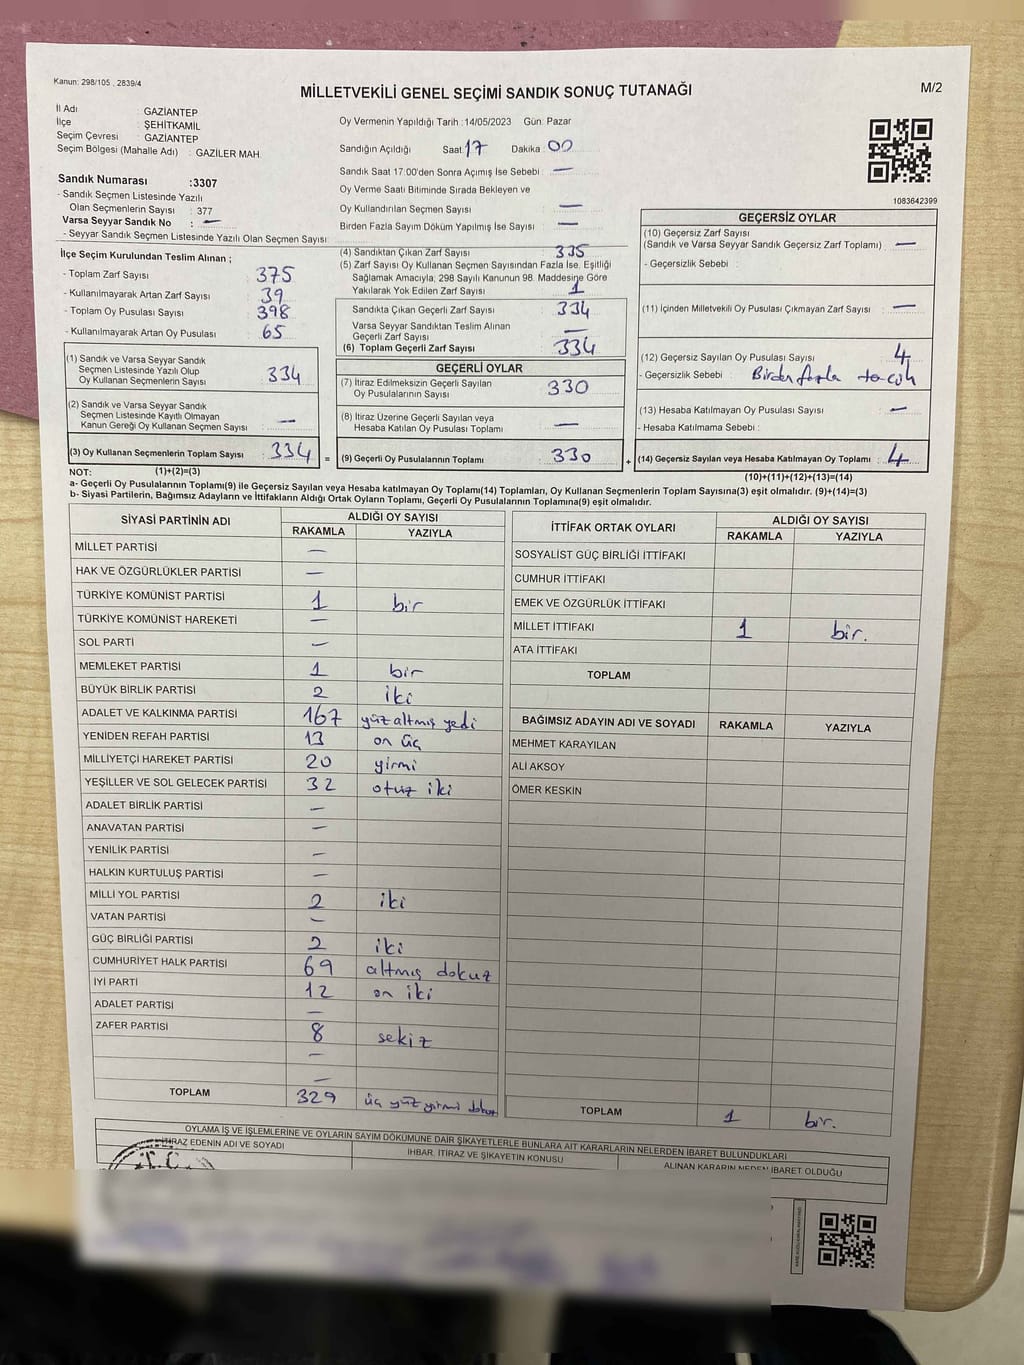 Kanun: 298/105 , 2839/4
MİLLETVEKİLİ GENEL SEÇİMİ SANDIK SONUÇ TUTANAĞI
M/2
İl Adı : GAZİANTEP
İlçe : ŞEHİTKAMİL
Seçim Çevresi : GAZİANTEP
Seçim Bölgesi (Mahalle Adı) : GAZİLER MAH.
Sandık Numarası :3307
- Sandık Seçmen Listesinde Yazılı
Olan Seçmenlerin Sayısı : 377
Varsa Seyyar Sandık No : —
- Seyyar Sandık Seçmen Listesinde Yazılı Olan Seçmen Sayısı:
Oy Vermenin Yapıldığı Tarih :14/05/2023 Gün: Pazar
Sandığın Açıldığı Saat: 17 Dakika: 00
Sandık Saat 17:00'den Sonra Açımış İse Sebebi : —
Oy Verme Saati Bitiminde Sırada Bekleyen ve
Oy Kullandırılan Seçmen Sayısı : —
Birden Fazla Sayım Döküm Yapılmış İse Sayısı : —
1083642399
İlçe Seçim Kurulundan Teslim Alınan ;
- Toplam Zarf Sayısı : 375
- Kullanılmayarak Artan Zarf Sayısı : 39
- Toplam Oy Pusulası Sayısı : 398
- Kullanılmayarak Artan Oy Pusulası : 65
(1) Sandık ve Varsa Seyyar Sandık
Seçmen Listesinde Yazılı Olup
Oy Kullanan Seçmenlerin Sayısı : 334
(2) Sandık ve Varsa Seyyar Sandık
Seçmen Listesinde Kayıtlı Olmayan
Kanun Gereği Oy Kullanan Seçmen Sayısı : —
(3) Oy Kullanan Seçmenlerin Toplam Sayısı : 334 =
(4) Sandıktan Çıkan Zarf Sayısı : 335
(5) Zarf Sayısı Oy Kullanan Seçmen Sayısından Fazla İse, Eşitliği
Sağlamak Amacıyla; 298 Sayılı Kanunun 98. Maddesine Göre
Yakılarak Yok Edilen Zarf Sayısı : 1
Sandıkta Çıkan Geçerli Zarf Sayısı : 334
Varsa Seyyar Sandıktan Teslim Alınan
Geçerli Zarf Sayısı : —
(6) Toplam Geçerli Zarf Sayısı : 334
GEÇERLİ OYLAR
(7) İtiraz Edilmeksizin Geçerli Sayılan
Oy Pusulalarının Sayısı : 330
(8) İtiraz Üzerine Geçerli Sayılan veya
Hesaba Katılan Oy Pusulası Toplamı : —
(9) Geçerli Oy Pusulalarının Toplamı : 330 +
GEÇERSİZ OYLAR
(10) Geçersiz Zarf Sayısı
(Sandık ve Varsa Seyyar Sandık Geçersiz Zarf Toplamı) : —
- Geçersizlik Sebebi :
(11) İçinden Milletvekili Oy Pusulası Çıkmayan Zarf Sayısı : —
(12) Geçersiz Sayılan Oy Pusulası Sayısı : 4
- Geçersizlik Sebebi : Birden fazla
(13) Hesaba Katılmayan Oy Pusulası Sayısı : —
- Hesaba Katılmama Sebebi :
(14) Geçersiz Sayılan veya Hesaba Katılmayan Oy Toplamı : 4
NOT: (1)+(2)=(3)
(10)+(11)+(12)+(13)=(14)
a- Geçerli Oy Pusulalarının Toplamı(9) ile Geçersiz Sayılan veya Hesaba katılmayan Oy Toplamı(14) Toplamları, Oy Kullanan Seçmenlerin Toplam Sayısına(3) eşit olmalıdır. (9)+(14)=(3)
b- Siyasi Partilerin, Bağımsız Adayların ve İttifakların Aldığı Ortak Oyların Toplamı, Geçerli Oy Pusulalarının Toplamına(9) eşit olmalıdır.
SİYASİ PARTİNİN ADI ALDIĞI OY SAYISI
RAKAMLA YAZIYLA
MİLLET PARTİSİ —
HAK VE ÖZGÜRLÜKLER PARTİSİ —
TÜRKİYE KOMÜNİST PARTİSİ 1 bir
TÜRKİYE KOMÜNİST HAREKETİ —
SOL PARTİ —
MEMLEKET PARTİSİ 1 bir
BÜYÜK BİRLİK PARTİSİ 2 iki
ADALET VE KALKINMA PARTİSİ 167 yüz altmış yedi
YENİDEN REFAH PARTİSİ 13 on üç
MİLLİYETÇİ HAREKET PARTİSİ 20 yirmi
YEŞİLLER VE SOL GELECEK PARTİSİ 32 otuz iki
ADALET BİRLİK PARTİSİ —
ANAVATAN PARTİSİ —
YENİLİK PARTİSİ —
HALKIN KURTULUŞ PARTİSİ —
MİLLİ YOL PARTİSİ 2 iki
VATAN PARTİSİ —
GÜÇ BİRLİĞİ PARTİSİ 2 iki
CUMHURİYET HALK PARTİSİ 69 altmış dokuz
İYİ PARTİ 12 on iki
ADALET PARTİSİ —
ZAFER PARTİSİ 8 sekiz
—
—
TOPLAM 329 üç yüz yirmi dokuz
İTTİFAK ORTAK OYLARI ALDIĞI OY SAYISI
RAKAMLA YAZIYLA
SOSYALİST GÜÇ BİRLİĞİ İTTİFAKI
CUMHUR İTTİFAKI
EMEK VE ÖZGÜRLÜK İTTİFAKI
MİLLET İTTİFAKI 1 bir.
ATA İTTİFAKI
TOPLAM
BAĞIMSIZ ADAYIN ADI VE SOYADI RAKAMLA YAZIYLA
MEHMET KARAYILAN
ALİ AKSOY
ÖMER KESKİN
TOPLAM 1 bir.
OYLAMA İŞ VE İŞLEMLERİNE VE OYLARIN SAYIM DÖKÜMÜNE DAİR ŞİKAYETLERLE BUNLARA AİT KARARLARIN NELERDEN İBARET BULUNDUKLARI
İTİRAZ EDENİN ADI VE SOYADI
İHBAR, İTİRAZ VE ŞİKAYETİN KONUSU
ALINAN KARARIN NEDEN İBARET OLDUĞU
T.C.